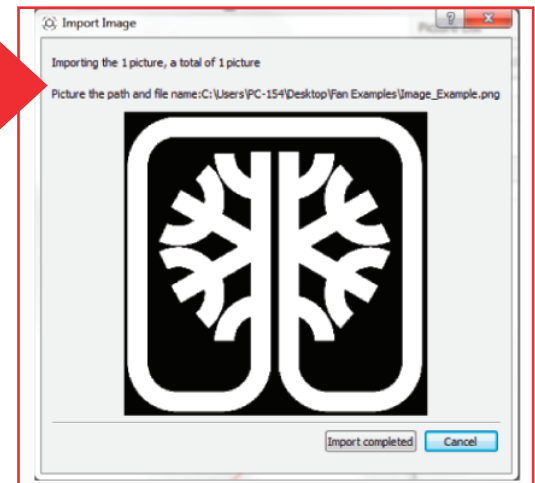 Import Image
Importing the 1 picture, a total of 1 picture
Picture the path and file name:C:\Users\PC-154\Desktop\Fan Examples\Image_Example.png
Import completed
Cancel